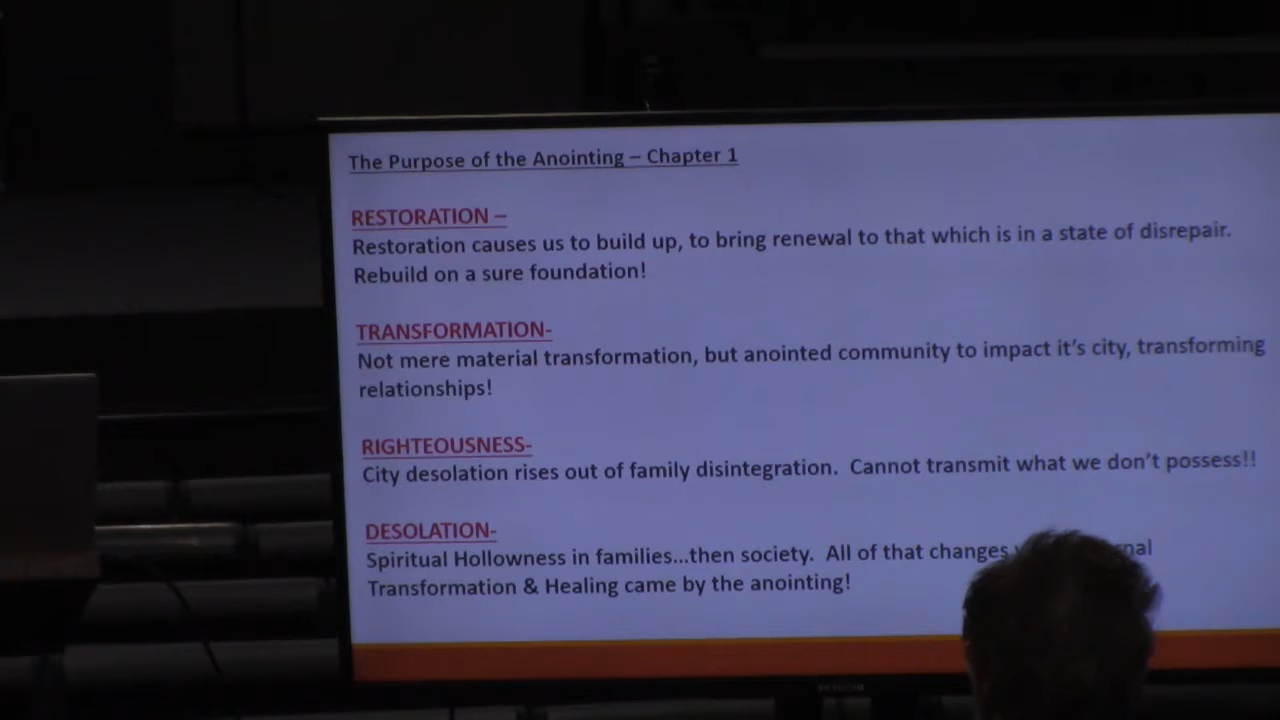 The Purpose of the Anointing – Chapter 1
RESTORATION –
Restoration causes us to build up, to bring renewal to that which is in a state of disrepair.
Rebuild on a sure foundation!
TRANSFORMATION-
Not mere material transformation, but anointed community to impact it's city, transforming
relationships!
RIGHTEOUSNESS-
City desolation rises out of family disintegration. Cannot transmit what we don't possess!!
DESOLATION-
Spiritual Hollowness in families...then society. All of that changes
Transformation & Healing came by the anointing!